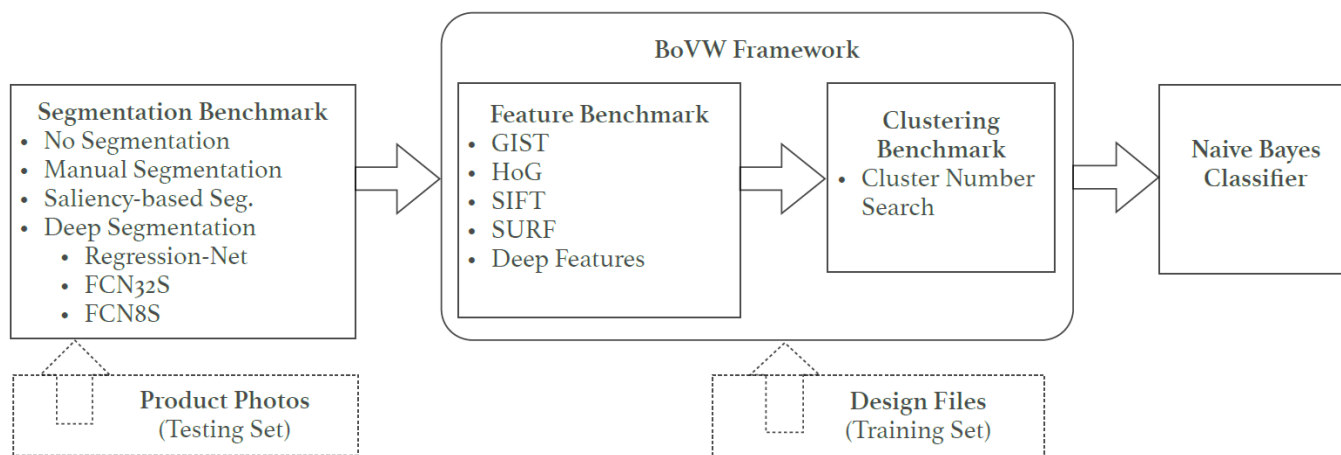 BoVW Framework
Segmentation Benchmark
• No Segmentation
• Manual Segmentation
• Saliency-based Seg.
• Deep Segmentation
• Regression-Net
• FCN32S
• FCN8S
Feature Benchmark
• GIST
• HoG
• SIFT
• SURF
• Deep Features
Clustering
Benchmark
• Cluster Number
Search
Naive Bayes
Classifier
Product Photos
(Testing Set)
Design Files
(Training Set)